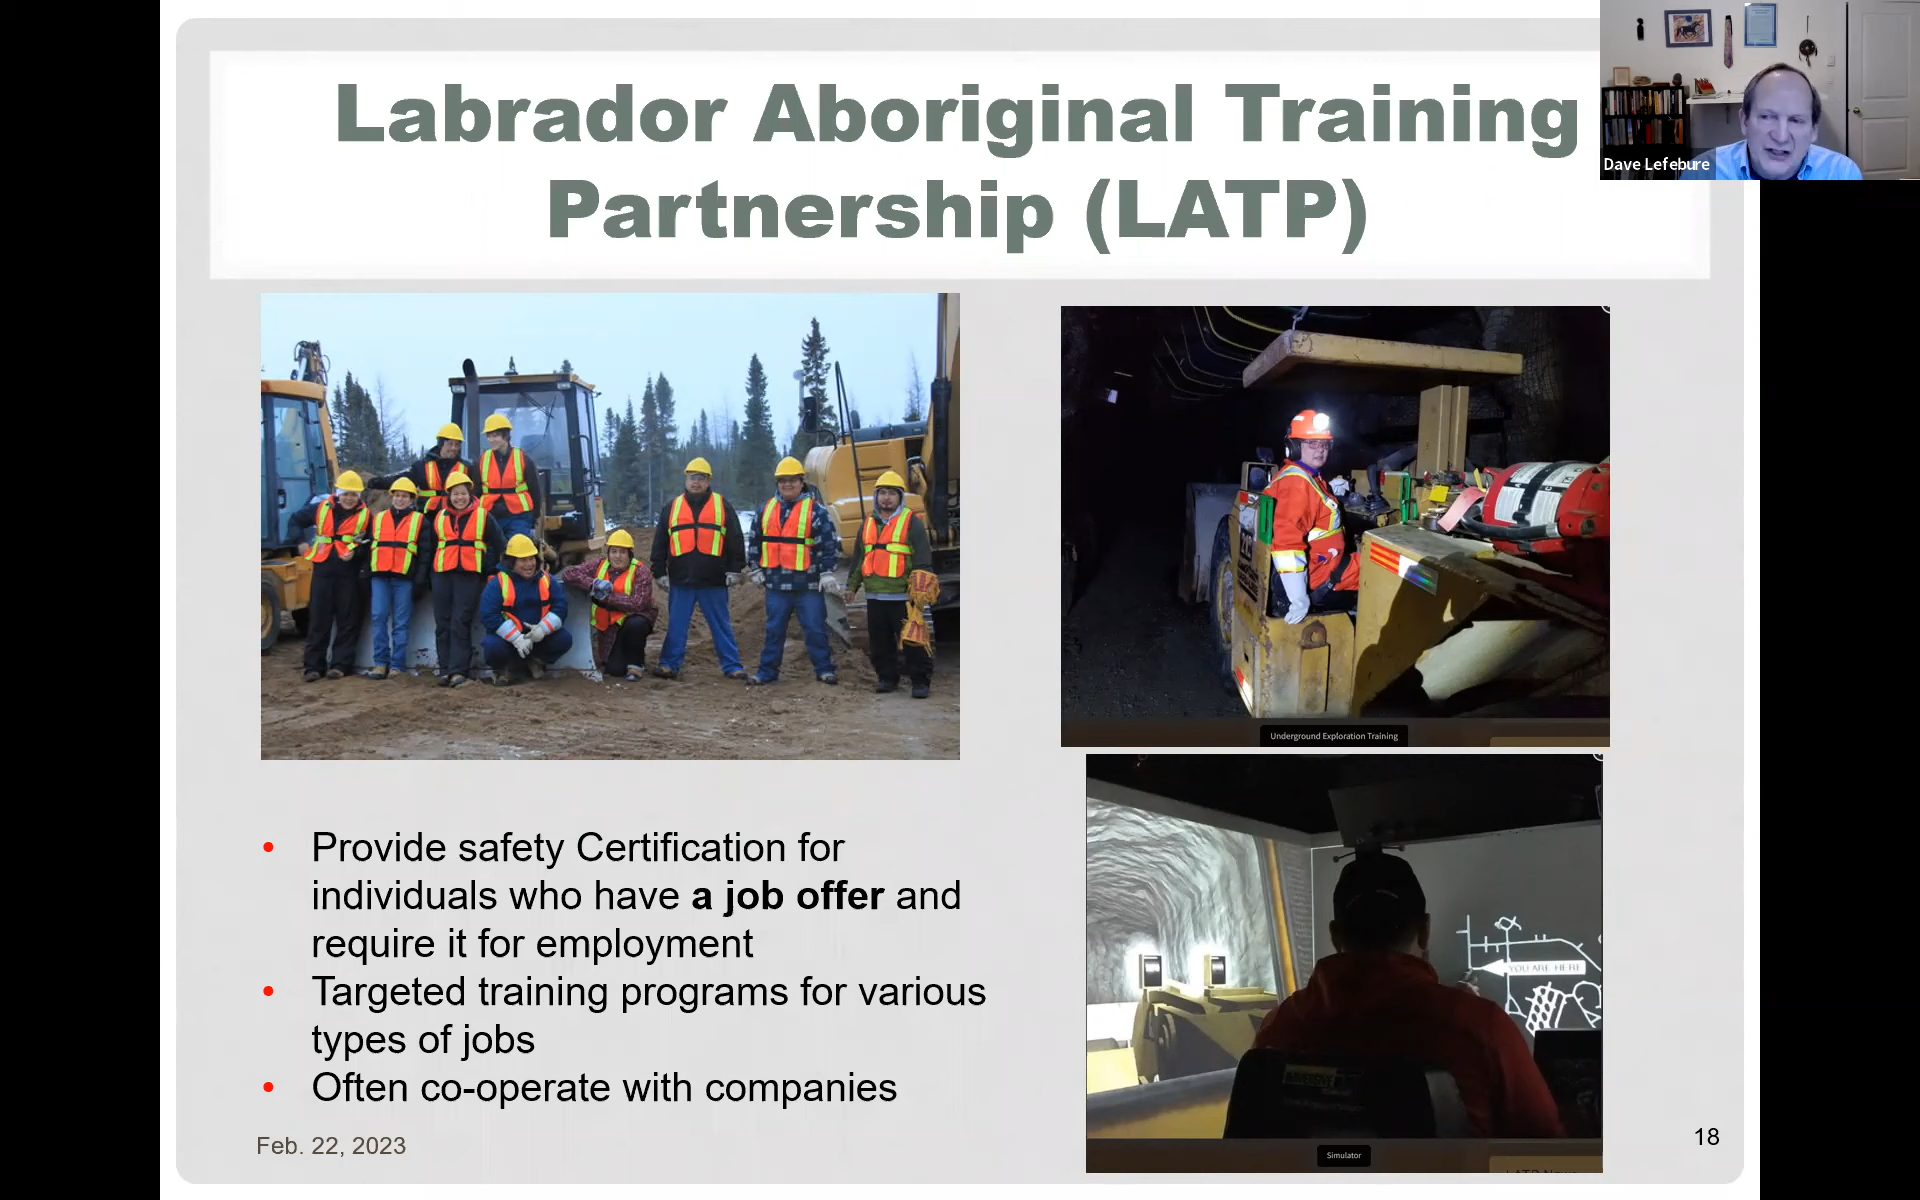 Labrador Aboriginal Training
Partnership (LATP)
Dave Lefebure
Underground Exploration Training
YOU ARE HERE
Provide safety Certification for
individuals who have a job offer and
require it for employment
Targeted training programs for various
types of jobs
Often co-operate with companies
Simulator
Feb. 22, 2023
18